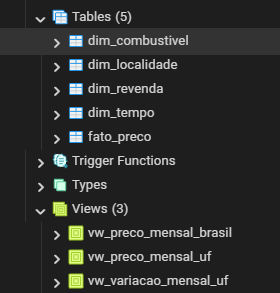 Tables (5)
dim_combustivel
dim_localidade
dim_revenda
dim_tempo
fato_preco
Trigger Functions
Types
Views (3)
vw_preco_mensal_brasil
vw_preco_mensal_uf
vw_variacao_mensal_uf